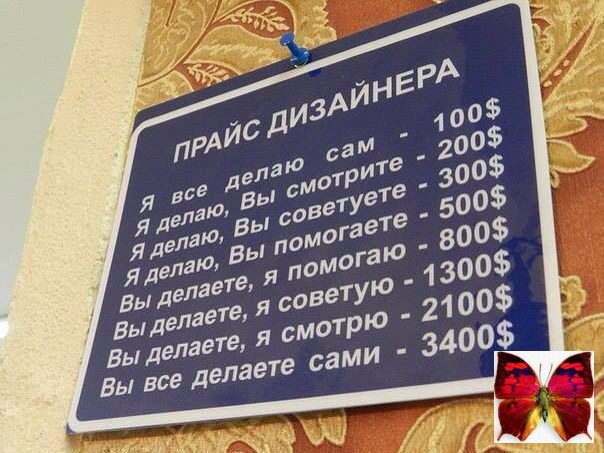 ПРАЙС ДИЗАЙНЕРА
Я все делаю сам - 100$
Я делаю, Вы смотрите - 200$
Я делаю, Вы советуете - 300$
Я делаю, Вы помогаете - 500$
Вы делаете, я помогаю - 800$
Вы делаете, я советую - 1300$
Вы делаете, я смотрю - 2100$
Вы все делаете сами - 3400$